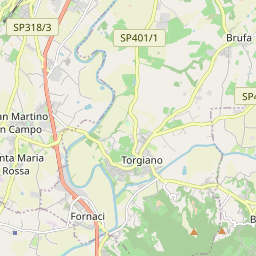 SP318/3
SP401/1
Brufa
SP4
an Martino
n Campo
nta Maria
Rossa
Torgiano
Fornaci
B